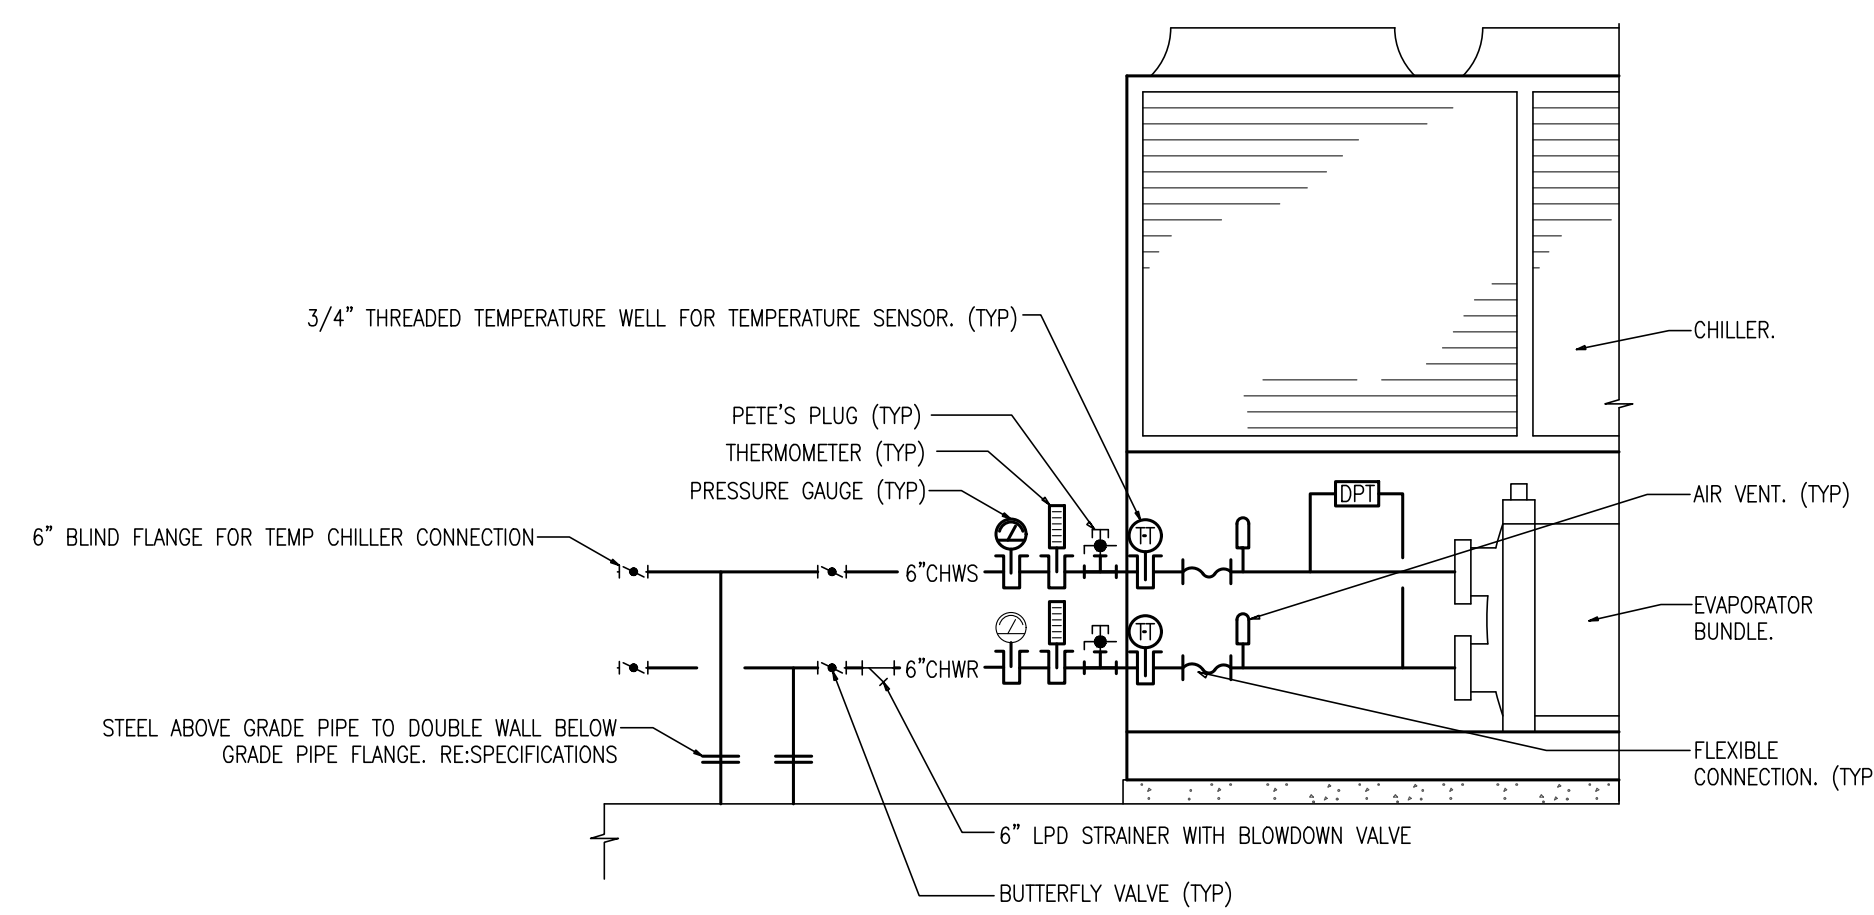 3/4” THREADED TEMPERATURE WELL FOR TEMPERATURE SENSOR. (TYP)
CHILLER.
PETE'S PLUG (TYP)
THERMOMETER (TYP)
PRESSURE GAUGE (TYP)
DPT
AIR VENT. (TYP)
6” BLIND FLANGE FOR TEMP CHILLER CONNECTION
TT
6”CHWS
EVAPORATOR
BUNDLE.
TT
6”CHWR
STEEL ABOVE GRADE PIPE TO DOUBLE WALL BELOW
GRADE PIPE FLANGE. RE:SPECIFICATIONS
FLEXIBLE
CONNECTION. (TYP
6” LPD STRAINER WITH BLOWDOWN VALVE
BUTTERFLY VALVE (TYP)